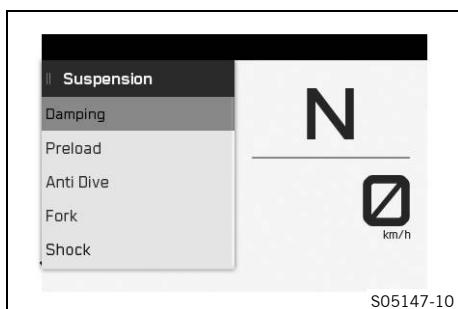 Suspension
Damping
Preload
Anti Dive
Fork
Shock
N
0
km/h
S05147-10